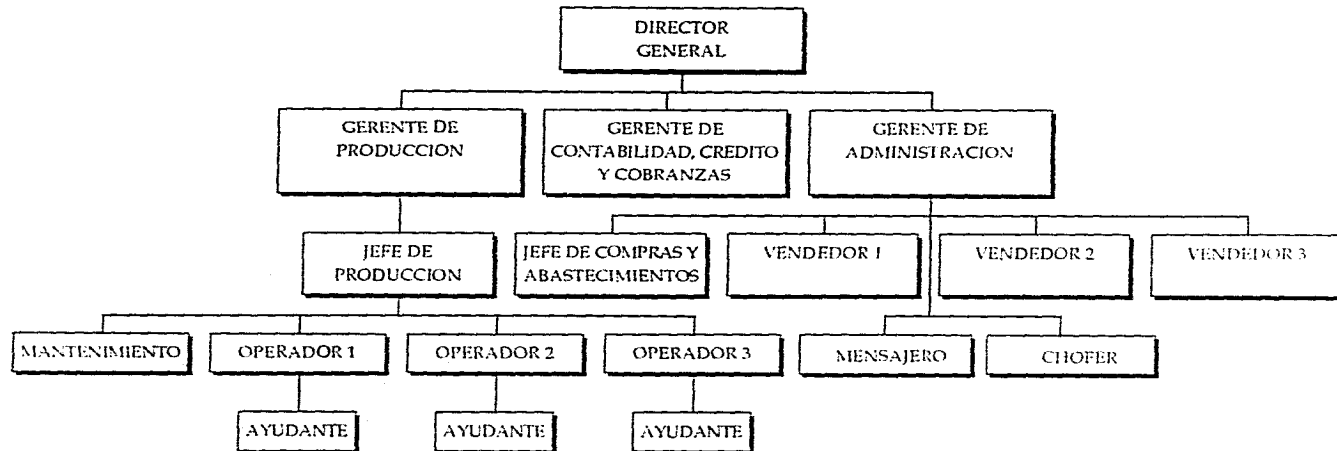 DIRECTOR
GENERAL
GERENTE DE
PRODUCCION
GERENTE DE
CONTABILIDAD, CREDITO
Y COBRANZAS
GERENTE DE
ADMINISTRACION
JEFE DE
PRODUCCION
JEFE DE COMPRAS Y
ABASTECIMIENTOS
VENDEDOR 1
VENDEDOR 2
VENDEDOR 3
MANTENIMIENTO
OPERADOR 1
OPERADOR 2
OPERADOR 3
MENSAJERO
CHOFER
AYUDANTE
AYUDANTE
AYUDANTE